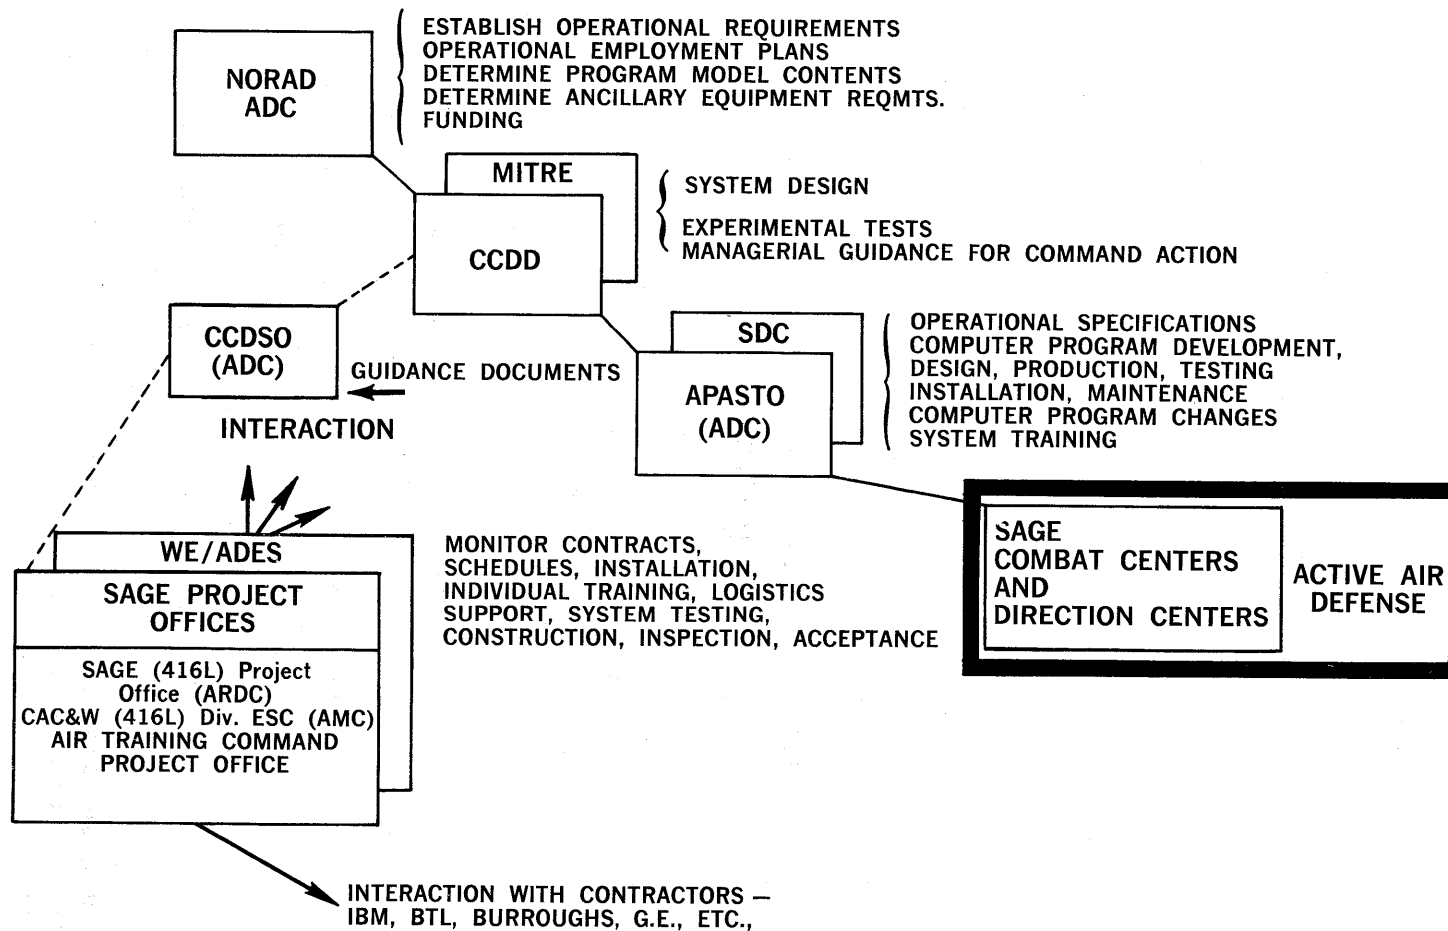 NORAD
ADC
ESTABLISH OPERATIONAL REQUIREMENTS
OPERATIONAL EMPLOYMENT PLANS
DETERMINE PROGRAM MODEL CONTENTS
DETERMINE ANCILLARY EQUIPMENT REQMTS.
FUNDING
MITRE
CCDD
SYSTEM DESIGN
EXPERIMENTAL TESTS
MANAGERIAL GUIDANCE FOR COMMAND ACTION
CCDSO
(ADC)
GUIDANCE DOCUMENTS
INTERACTION
SDC
APASTO
(ADC)
OPERATIONAL SPECIFICATIONS
COMPUTER PROGRAM DEVELOPMENT,
DESIGN, PRODUCTION, TESTING
INSTALLATION, MAINTENANCE
COMPUTER PROGRAM CHANGES
SYSTEM TRAINING
WE/ADES
SAGE PROJECT
OFFICES
SAGE (416L) Project
Office (ARDC)
CAC&W (416L) Div. ESC (AMC)
AIR TRAINING COMMAND
PROJECT OFFICE
MONITOR CONTRACTS,
SCHEDULES, INSTALLATION,
INDIVIDUAL TRAINING, LOGISTICS
SUPPORT, SYSTEM TESTING,
CONSTRUCTION, INSPECTION, ACCEPTANCE
SAGE
COMBAT CENTERS
AND
DIRECTION CENTERS
ACTIVE AIR
DEFENSE
INTERACTION WITH CONTRACTORS —
IBM, BTL, BURROUGHS, G.E., ETC.,